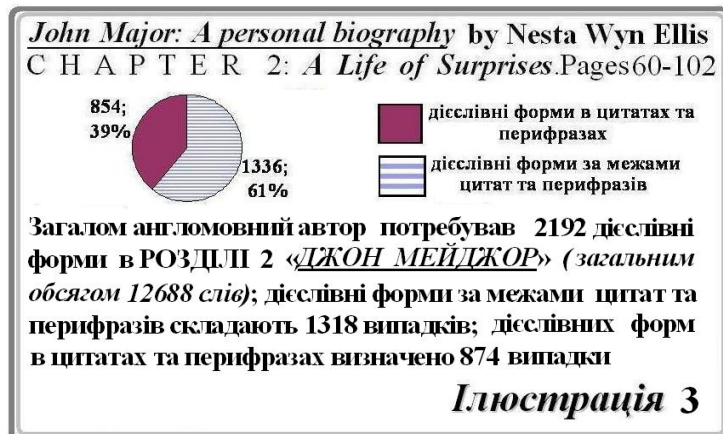 John Major: A personal biography by Nesta Wyn Ellis
CHAPTER 2: A Life of Surprises.Pages60-102
854;
39%
1336;
61%
дієслівні форми в цитатах та
перифразах
дієслівні форми за межами
цитат та перифразів
Загалом англомовний автор потребував 2192 дієслівні
форми в РОЗДІЛІ 2 «ДЖОН МЕЙДЖОР» (загальним
обсягом 12688 слів); дієслівні форми за межами цитат та
перифразів складають 1318 випадків; дієслівних форм
в цитатах та перифразах визначено 874 випадки
Ілюстрація 3